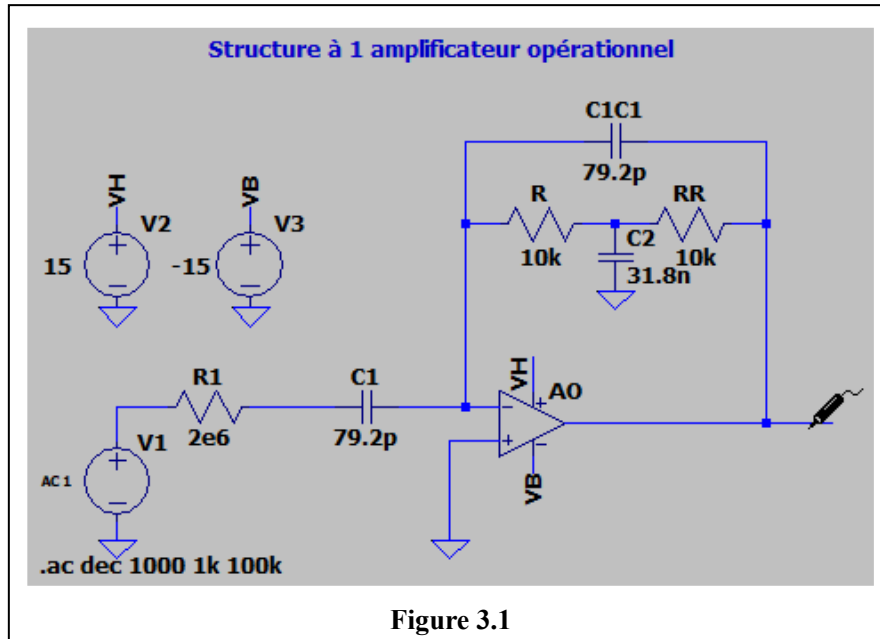 Structure à 1 amplificateur opérationnel
C1C1
79.2p
VH
VB
V2
V3
15
-15
R
RR
C2
10k
10k
31.8n
R1
C1
VH
AO
2e6
79.2p
V1
AC 1
VB
.ac dec 1000 1k 100k
Figure 3.1